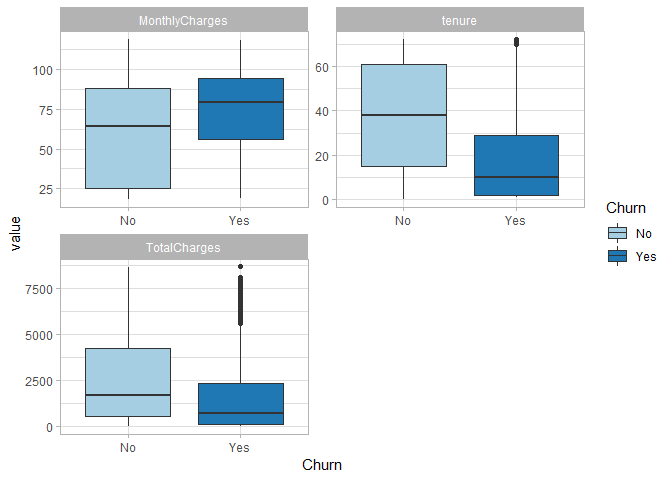 MonthlyCharges
tenure
100
75
50
25
No
Yes
60
40
20
0
No
Yes
value
TotalCharges
7500
5000
2500
0
No
Yes
Churn
Churn
No
Yes